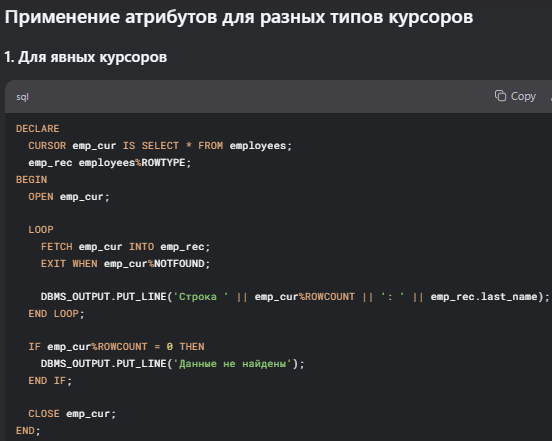 Применение атрибутов для разных типов курсоров
1. Для явных курсоров
sql Copy
DECLARE
  CURSOR emp_cur IS SELECT * FROM employees;
  emp_rec employees%ROWTYPE;
BEGIN
  OPEN emp_cur;

  LOOP
    FETCH emp_cur INTO emp_rec;
    EXIT WHEN emp_cur%NOTFOUND;

    DBMS_OUTPUT.PUT_LINE('Строка ' || emp_cur%ROWCOUNT || ': ' || emp_rec.last_name);
  END LOOP;

  IF emp_cur%ROWCOUNT = 0 THEN
    DBMS_OUTPUT.PUT_LINE('Данные не найдены');
  END IF;

  CLOSE emp_cur;
END;